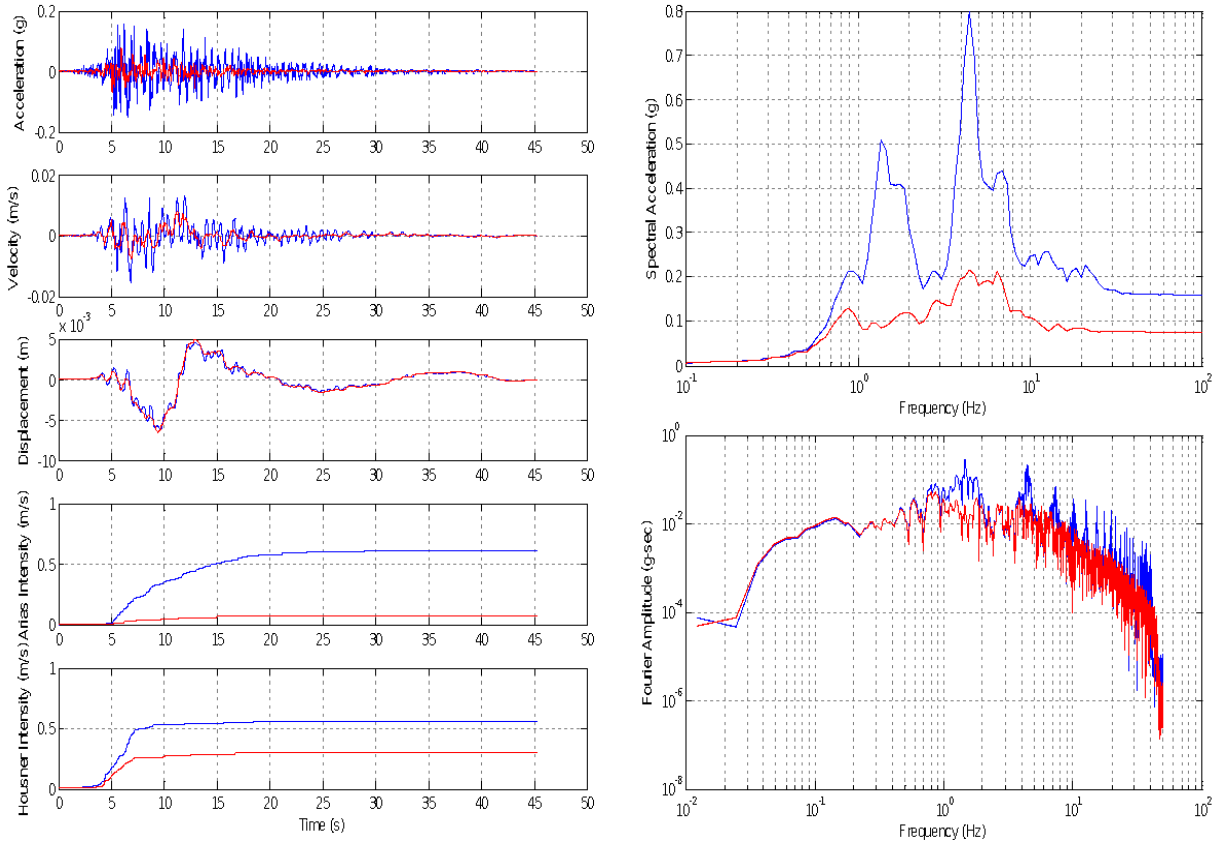 Acceleration (g)
0.2
0
-0.2
0 5 10 15 20 25 30 35 40 45 50
Velocity (m/s)
0.02
0
-0.02
0 5 10 15 20 25 30 35 40 45 50
x 10-3
Displacement (m)
5
0
-5
-10
0 5 10 15 20 25 30 35 40 45 50
Arias Intensity (m/s)
1
0.5
0
0 5 10 15 20 25 30 35 40 45 50
Housner Intensity (m/s)
1
0.5
0
0 5 10 15 20 25 30 35 40 45 50
Time (s)
Spectral Acceleration (g)
0.8
0.7
0.6
0.5
0.4
0.3
0.2
0.1
0
10-1 100 101 102
Frequency (Hz)
Fourier Amplitude (g-sec)
100
10-2
10-4
10-6
10-8
10-2 10-1 100 101 102
Frequency (Hz)